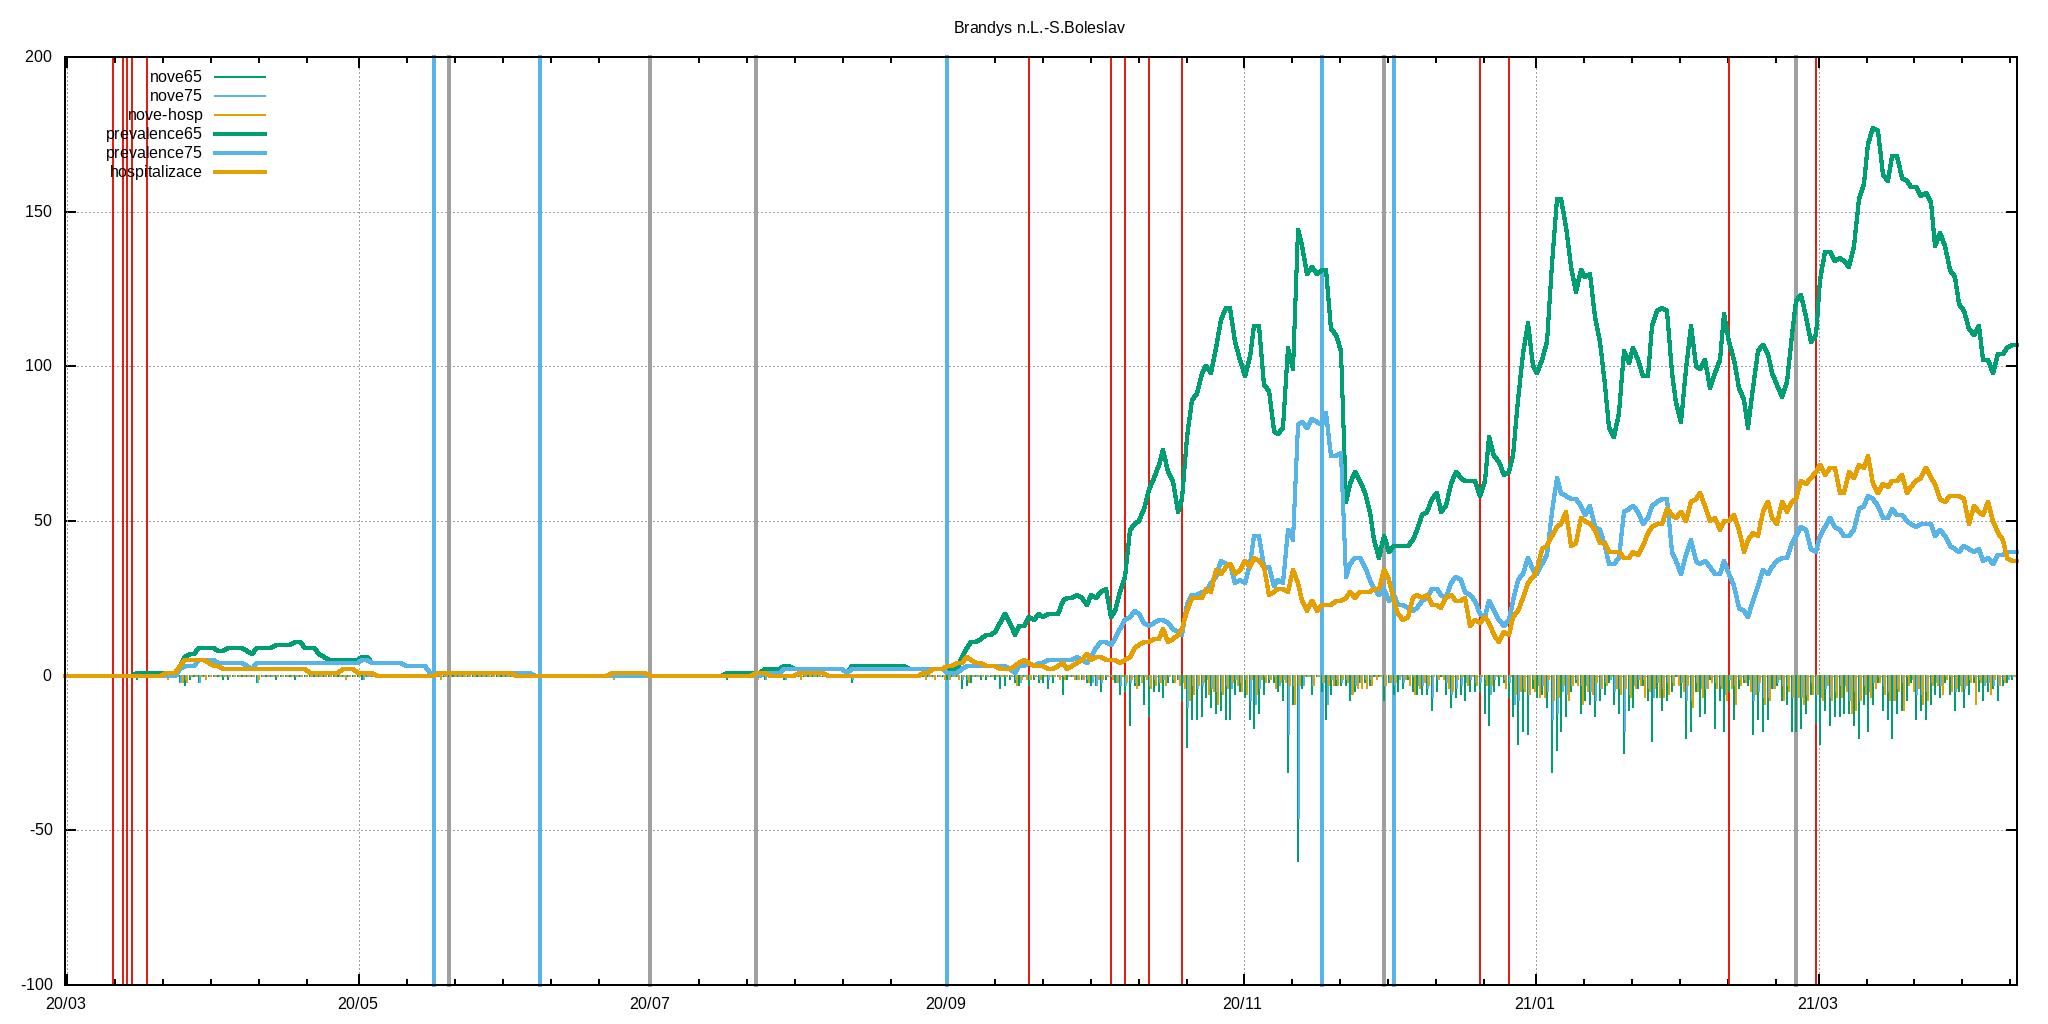 Brandys n.L.-S.Boleslav
200
nove65
nove75
nove-hosp
prevalence65
prevalence75
hospitalizace
150
100
50
0
-50
-100
20/03 20/05 20/07 20/09 20/11 21/01 21/03